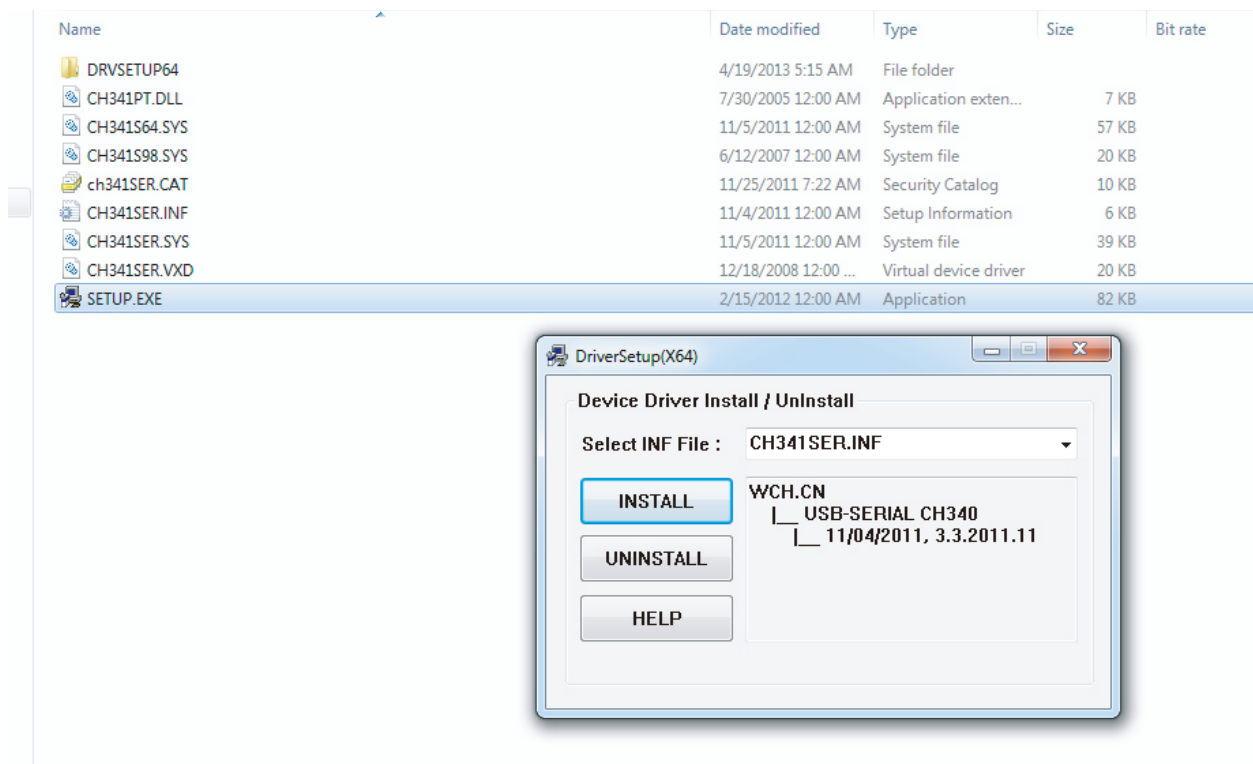 Name Date modified Type Size Bit rate
DRVSETUP64 4/19/2013 5:15 AM File folder
CH341PT.DLL 7/30/2005 12:00 AM Application exten... 7 KB
CH341S64.SYS 11/5/2011 12:00 AM System file 57 KB
CH341S98.SYS 6/12/2007 12:00 AM System file 20 KB
ch341SER.CAT 11/25/2011 7:22 AM Security Catalog 10 KB
CH341SER.INF 11/4/2011 12:00 AM Setup Information 6 KB
CH341SER.SYS 11/5/2011 12:00 AM System file 39 KB
CH341SER.VXD 12/18/2008 12:00 ... Virtual device driver 20 KB
SETUP.EXE 2/15/2012 12:00 AM Application 82 KB
DriverSetup(X64)
Device Driver Install / UnInstall
Select INF File : CH341SER.INF
INSTALL
UNINSTALL
HELP
WCH.CN
|__ USB-SERIAL CH340
|__ 11/04/2011, 3.3.2011.11